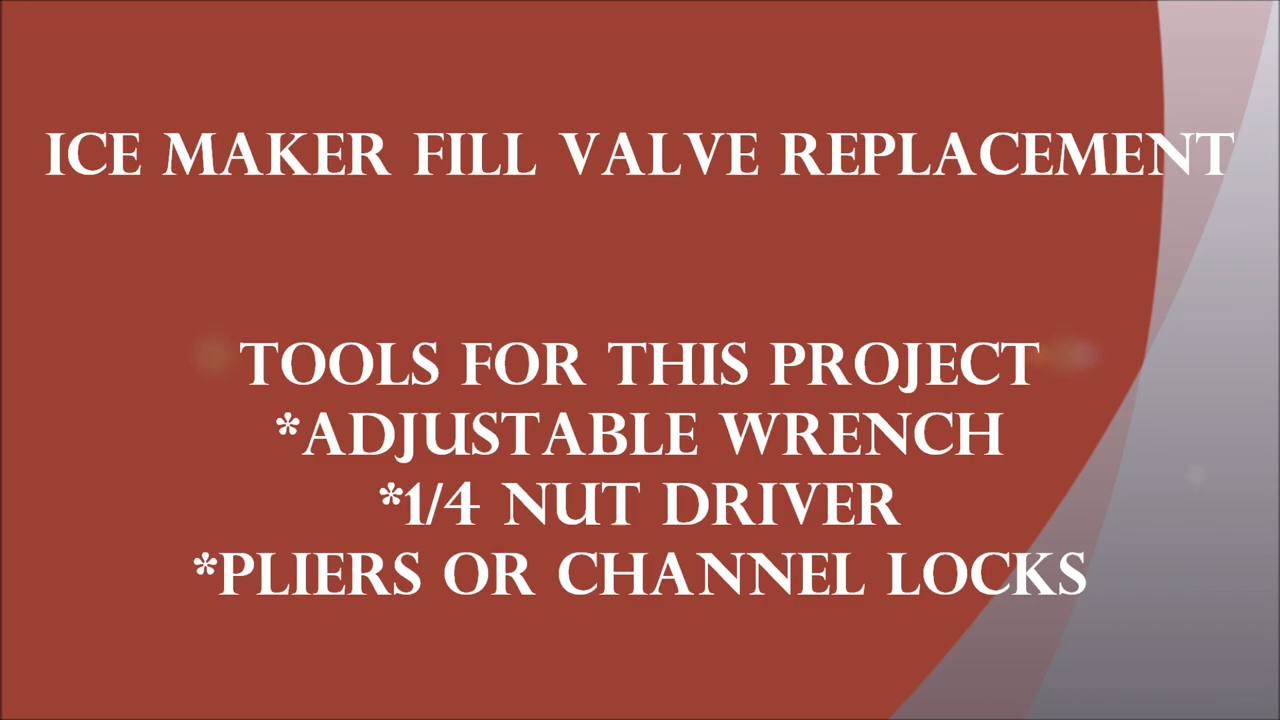 ICE MAKER FILL VALVE REPLACEMENT
TOOLS FOR THIS PROJECT
*ADJUSTABLE WRENCH
*1/4 NUT DRIVER
*PLIERS OR CHANNEL LOCKS